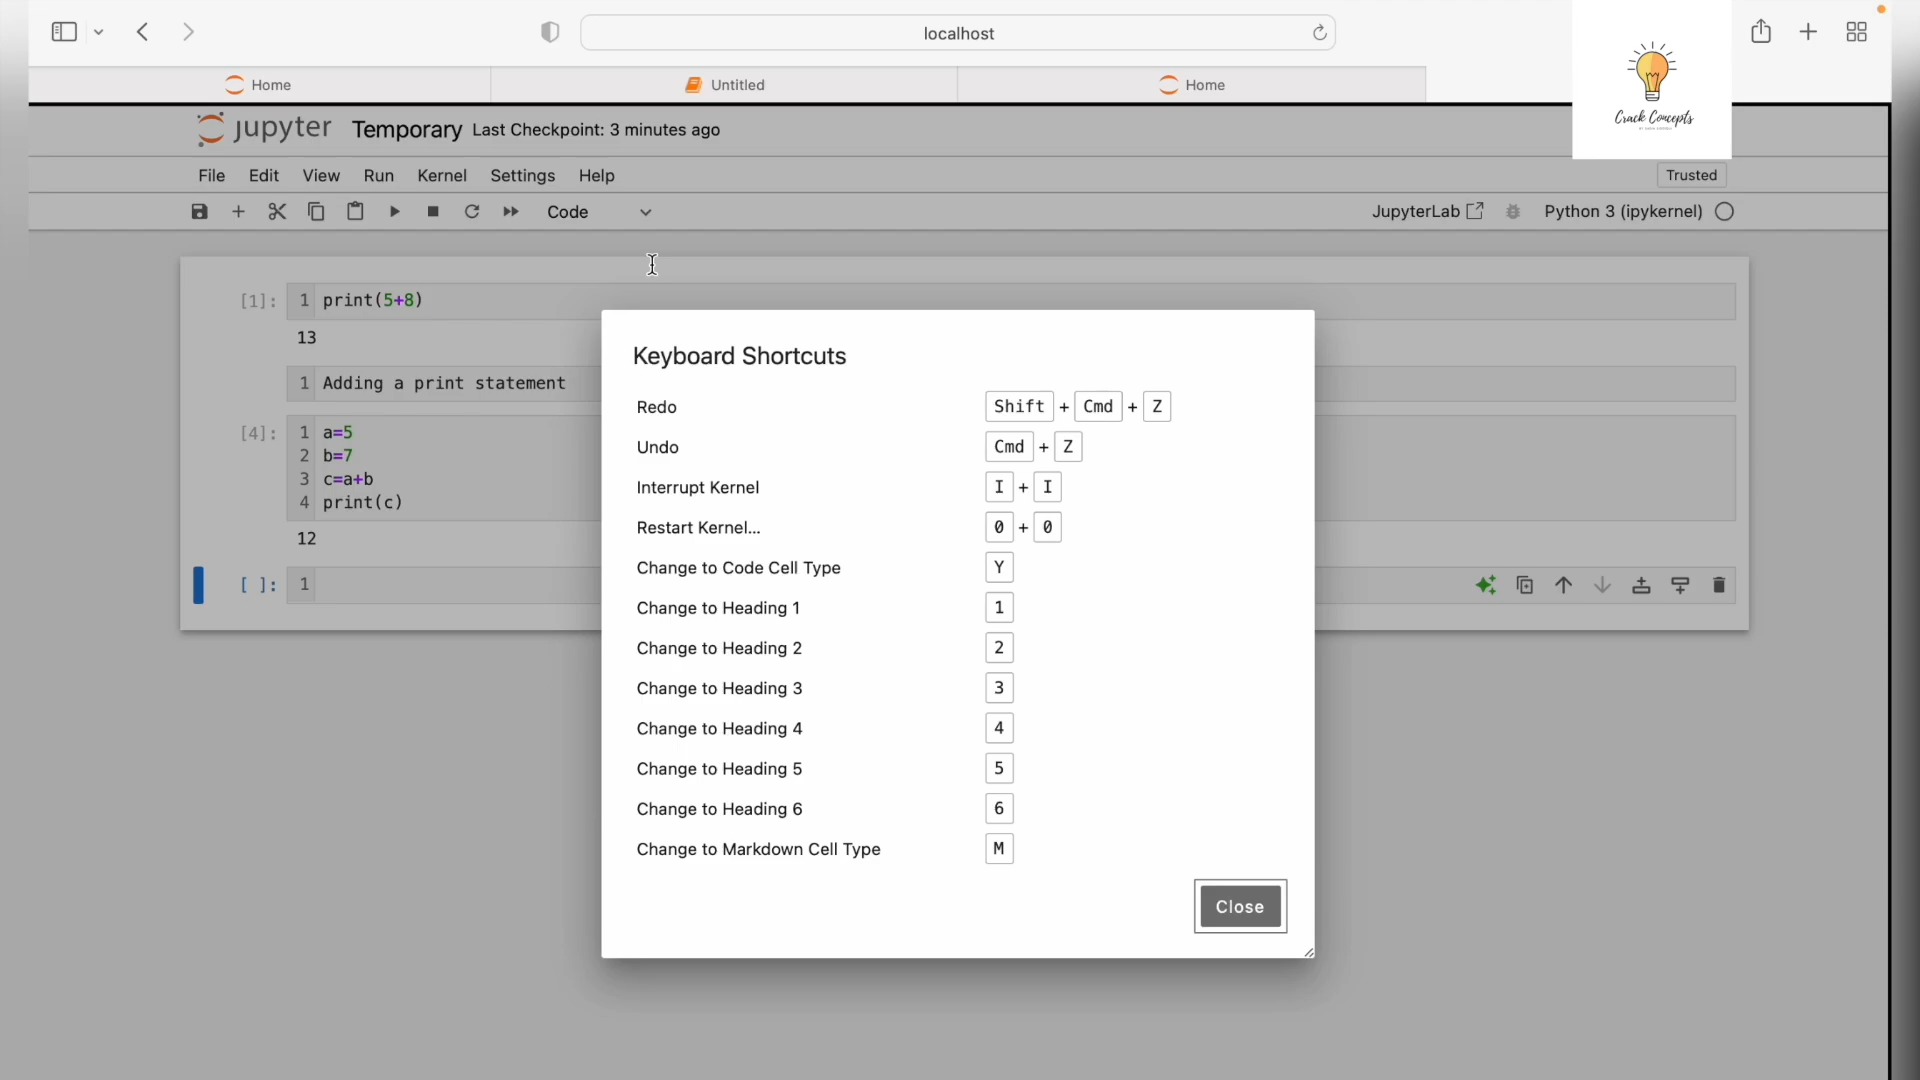 localhost
Home
Untitled
Home
Crack Concepts
jupyter Temporary Last Checkpoint: 3 minutes ago
File Edit View Run Kernel Settings Help
Trusted
Code
JupyterLab
Python 3 (ipykernel)
[1]: 1 print(5+8)
13
1 Adding a print statement
[4]: 1 a=5
2 b=7
3 c=a+b
4 print(c)
12
[ ]: 1
Keyboard Shortcuts
Redo Shift + Cmd + Z
Undo Cmd + Z
Interrupt Kernel I + I
Restart Kernel... 0 + 0
Change to Code Cell Type Y
Change to Heading 1 1
Change to Heading 2 2
Change to Heading 3 3
Change to Heading 4 4
Change to Heading 5 5
Change to Heading 6 6
Change to Markdown Cell Type M
Close